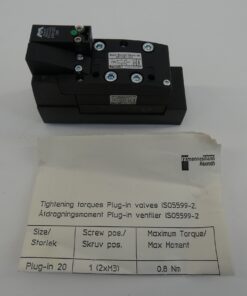 Mannesmann
Rexroth
Tightening torques Plug-in valves ISO5599-2.
Åtdragningsmoment Plug-in ventiler ISO5599-2.
Size/ Screw pos./ Maximum Torque/
Storlek Skruv pos. Max Moment
Plug-in 20 1 (2xM3) 0,8 Nm